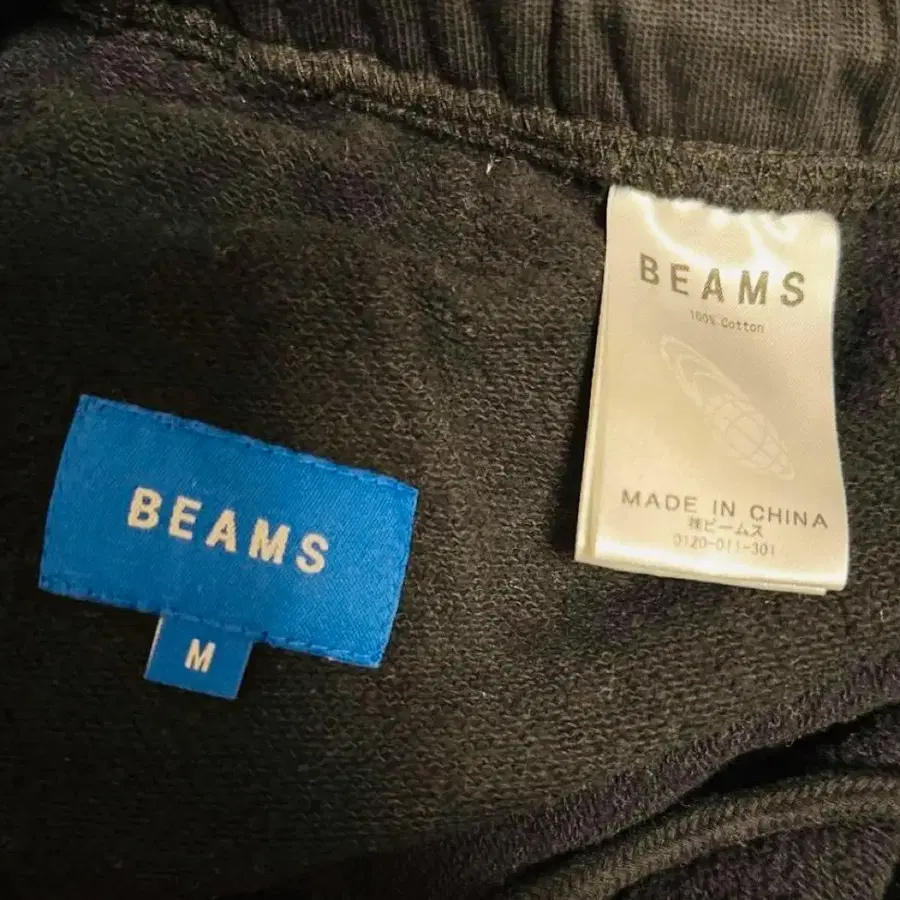 BEAMS
M
BEAMS
100% Cotton
MADE IN CHINA
㈱ビームス
0120-011-301